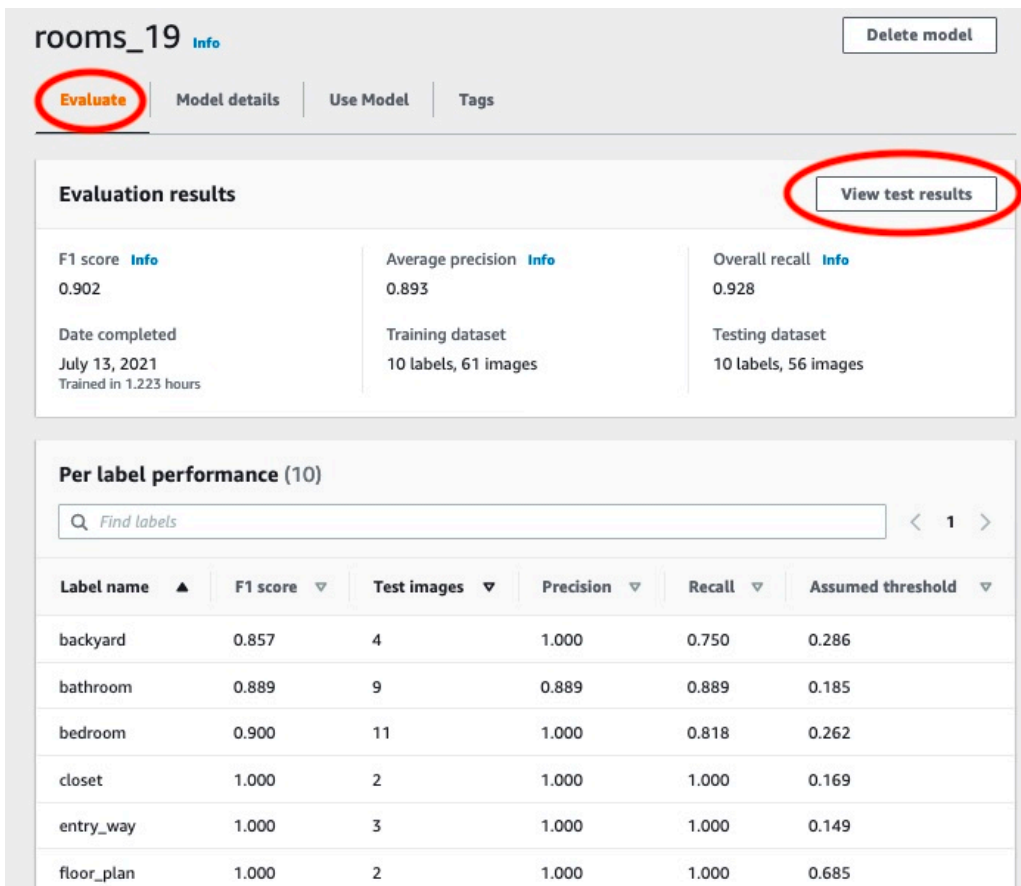 rooms_19 Info
Delete model
Evaluate Model details Use Model Tags
Evaluation results
View test results
F1 score Info Average precision Info Overall recall Info
0.902 0.893 0.928
Date completed Training dataset Testing dataset
July 13, 2021 10 labels, 61 images 10 labels, 56 images
Trained in 1.223 hours
Per label performance (10)
Find labels
1
Label name F1 score Test images Precision Recall Assumed threshold
backyard 0.857 4 1.000 0.750 0.286
bathroom 0.889 9 0.889 0.889 0.185
bedroom 0.900 11 1.000 0.818 0.262
closet 1.000 2 1.000 1.000 0.169
entry_way 1.000 3 1.000 1.000 0.149
floor_plan 1.000 2 1.000 1.000 0.685